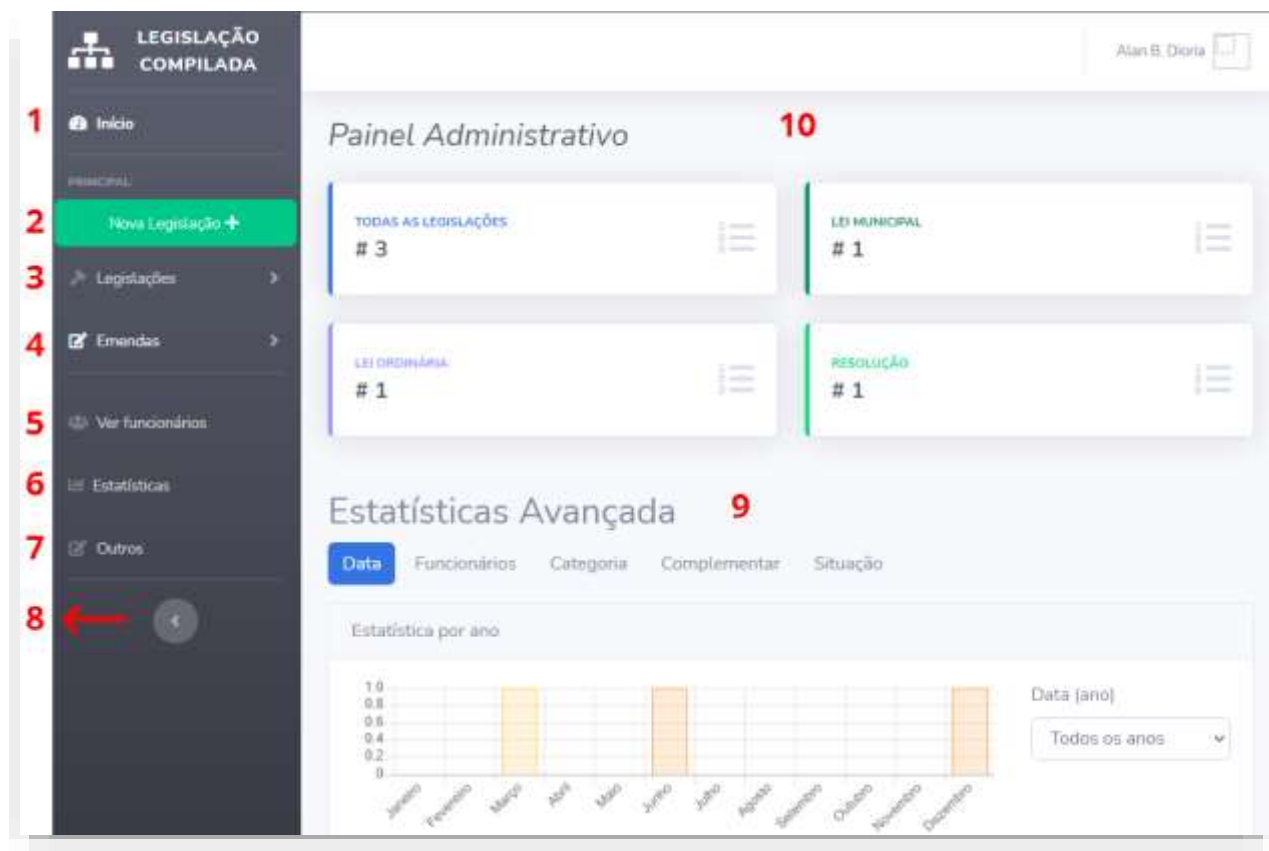 LEGISLAÇÃO
COMPILADA
Alan B. Dioria
1
Início
PRINCIPAL
2
Nova Legislação +
3
Legislações
4
Emendas
5
Ver funcionários
6
Estatísticas
7
Outros
8
Painel Administrativo
10
TODAS AS LEGISLAÇÕES
# 3
LEI MUNICIPAL
# 1
LEI ORDINÁRIA
# 1
RESOLUÇÃO
# 1
Estatísticas Avançada
9
Data Funcionários Categoria Complementar Situação
Estatística por ano
1.0
0.8
0.6
0.4
0.2
0
Janeiro Fevereiro Março Abril Maio Junho Julho Agosto Setembro Outubro Novembro Dezembro
Data (ano)
Todos os anos